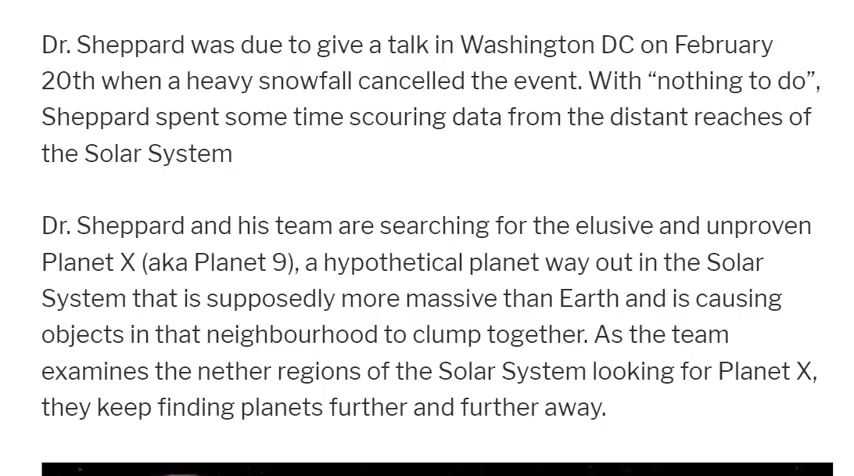 Dr. Sheppard was due to give a talk in Washington DC on February
20th when a heavy snowfall cancelled the event. With “nothing to do”,
Sheppard spent some time scouring data from the distant reaches of
the Solar System
Dr. Sheppard and his team are searching for the elusive and unproven
Planet X (aka Planet 9), a hypothetical planet way out in the Solar
System that is supposedly more massive than Earth and is causing
objects in that neighbourhood to clump together. As the team
examines the nether regions of the Solar System looking for Planet X,
they keep finding planets further and further away.